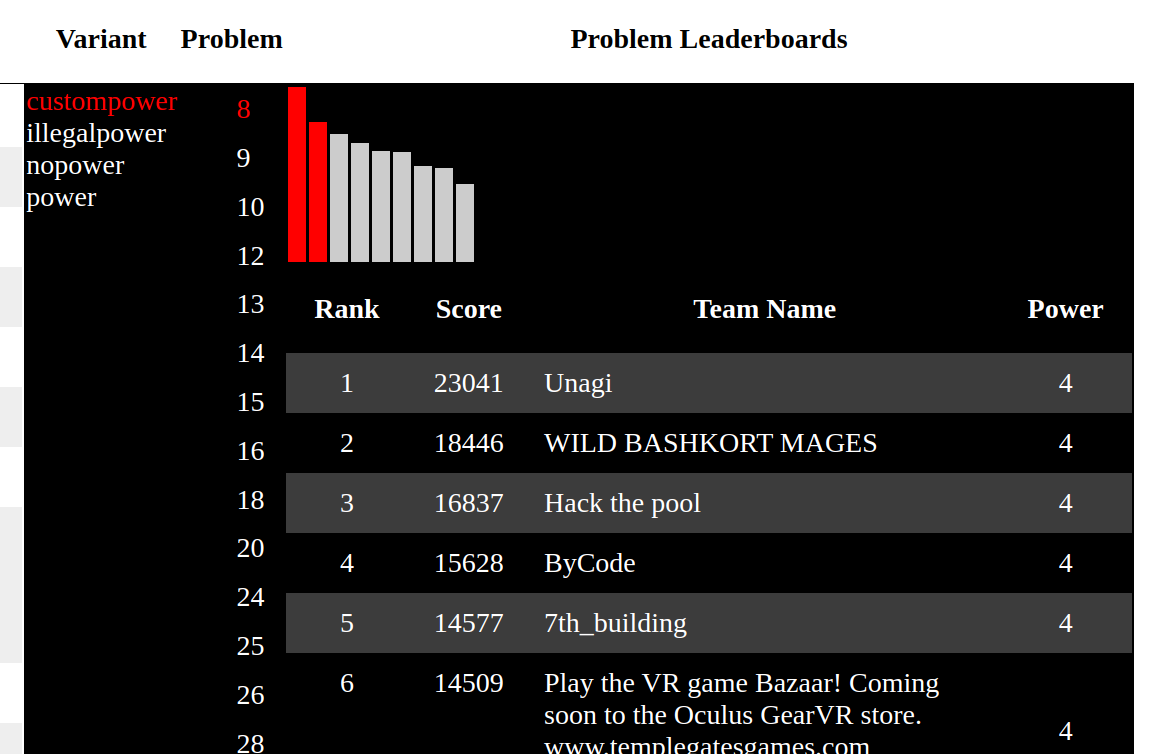 Variant Problem Problem Leaderboards
custompower
illegalpower
nopower
power
8
9
10
12
13
14
15
16
18
20
24
25
26
28
Rank Score Team Name Power
1 23041 Unagi 4
2 18446 WILD BASHKORT MAGES 4
3 16837 Hack the pool 4
4 15628 ByCode 4
5 14577 7th_building 4
6 14509 Play the VR game Bazaar! Coming
soon to the Oculus GearVR store.
www.templegatesgames.com
4